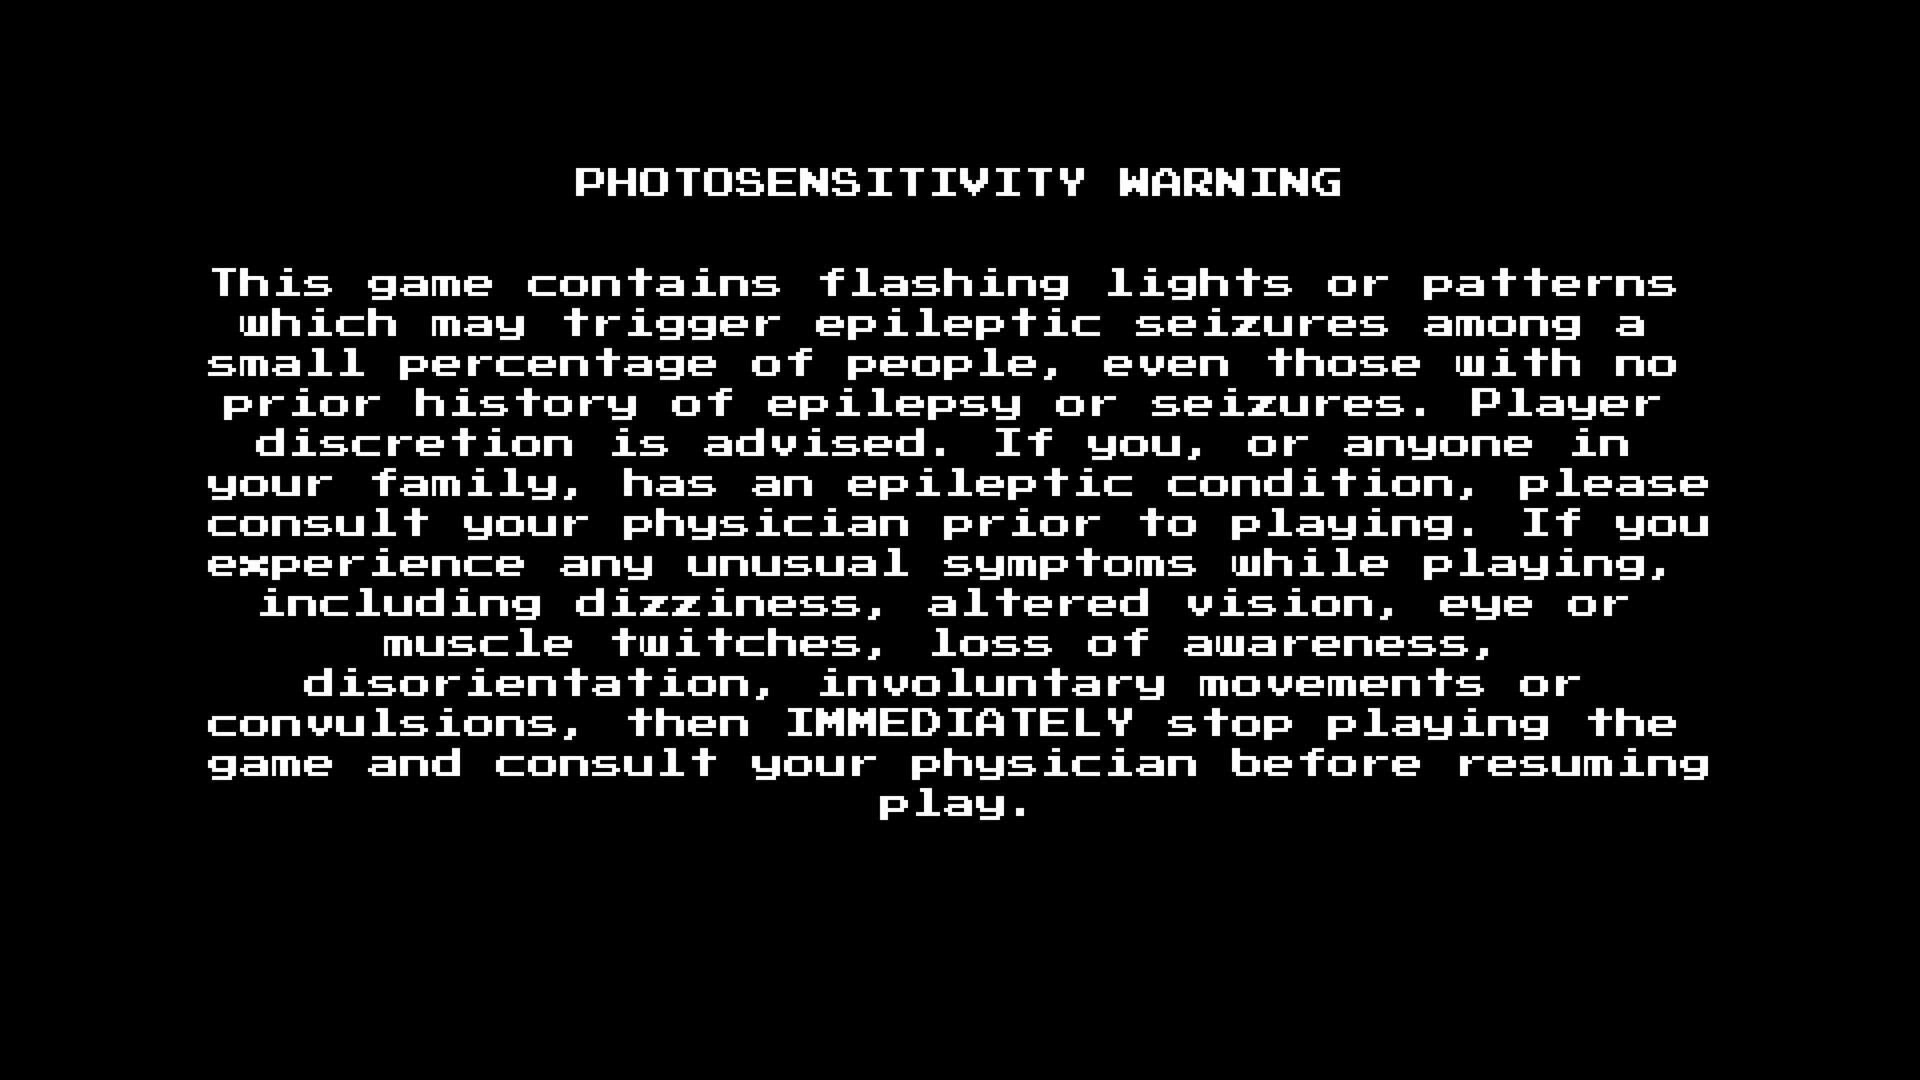 PHOTOSENSITIVITY WARNING
This game contains flashing lights or patterns
which may trigger epileptic seizures among a
small percentage of people, even those with no
prior history of epilepsy or seizures. Player
discretion is advised. If you, or anyone in
your family, has an epileptic condition, please
consult your physician prior to playing. If you
experience any unusual symptoms while playing,
including dizziness, altered vision, eye or
muscle twitches, loss of awareness,
disorientation, involuntary movements or
convulsions, then IMMEDIATELY stop playing the
game and consult your physician before resuming
play.